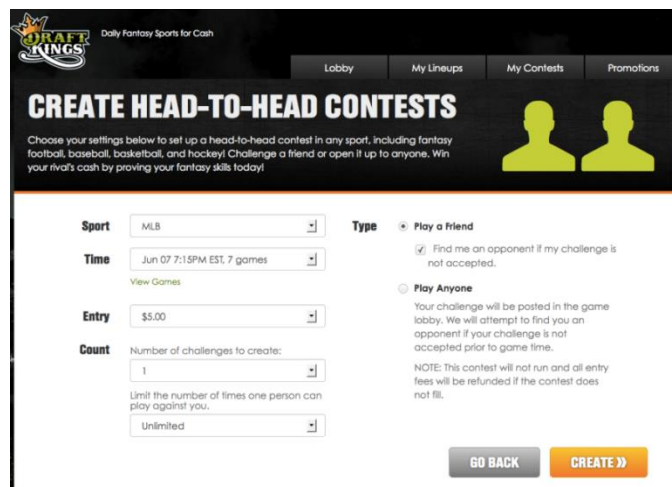 DRAFT
KINGS
Daily Fantasy Sports for Cash
Lobby
My Lineups
My Contests
Promotions
CREATE HEAD-TO-HEAD CONTESTS
Choose your settings below to set up a head-to-head contest in any sport, including fantasy
football, baseball, basketball, and hockey! Challenge a friend or open it up to anyone. Win
your rival's cash by proving your fantasy skills today!
Sport
MLB
Time
Jun 07 7:15PM EST, 7 games
View Games
Entry
$5.00
Count
Number of challenges to create:
1
Limit the number of times one person can
play against you.
Unlimited
Type
Play a Friend
Find me an opponent if my challenge is
not accepted.
Play Anyone
Your challenge will be posted in the game
lobby. We will attempt to find you an
opponent if your challenge is not
accepted prior to game time.
NOTE: This contest will not run and all entry
fees will be refunded if the contest does
not fill.
GO BACK
CREATE »